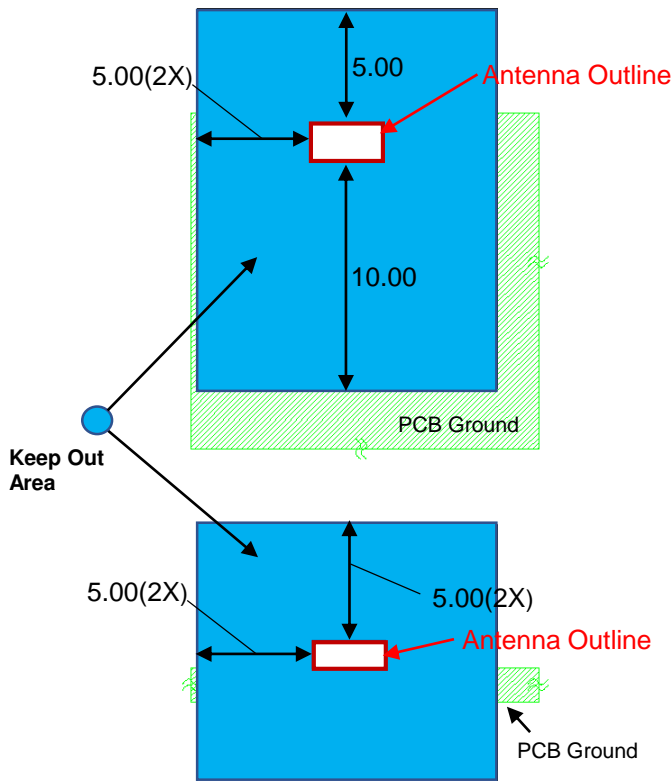 5.00
5.00(2X)
Antenna Outline
10.00
PCB Ground
Keep Out
Area
5.00(2X)
5.00(2X)
Antenna Outline
PCB Ground